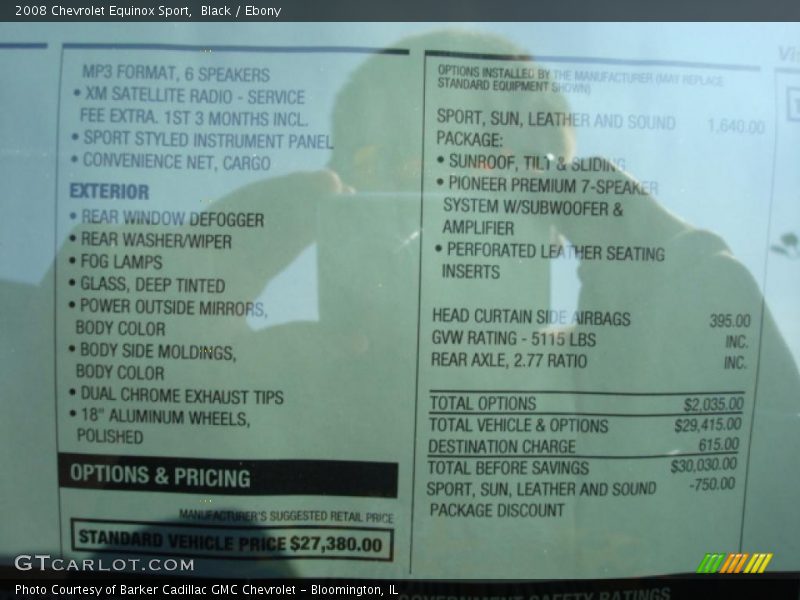 2008 Chevrolet Equinox Sport,  Black / Ebony
MP3 FORMAT, 6 SPEAKERS
• XM SATELLITE RADIO - SERVICE
FEE EXTRA. 1ST 3 MONTHS INCL.
• SPORT STYLED INSTRUMENT PANEL
• CONVENIENCE NET, CARGO
EXTERIOR
• REAR WINDOW DEFOGGER
• REAR WASHER/WIPER
• FOG LAMPS
• GLASS, DEEP TINTED
• POWER OUTSIDE MIRRORS,
BODY COLOR
• BODY SIDE MOLDINGS,
BODY COLOR
• DUAL CHROME EXHAUST TIPS
• 18" ALUMINUM WHEELS,
POLISHED
OPTIONS & PRICING
MANUFACTURER'S SUGGESTED RETAIL PRICE
STANDARD VEHICLE PRICE $27,380.00
OPTIONS INSTALLED BY THE MANUFACTURER (MAY REPLACE
STANDARD EQUIPMENT SHOWN)
SPORT, SUN, LEATHER AND SOUND 1,640.00
PACKAGE:
• SUNROOF, TILT & SLIDING
• PIONEER PREMIUM 7-SPEAKER
SYSTEM W/SUBWOOFER &
AMPLIFIER
• PERFORATED LEATHER SEATING
INSERTS
HEAD CURTAIN SIDE AIRBAGS 395.00
GVW RATING - 5115 LBS INC.
REAR AXLE, 2.77 RATIO INC.
TOTAL OPTIONS $2,035.00
TOTAL VEHICLE & OPTIONS $29,415.00
DESTINATION CHARGE 615.00
TOTAL BEFORE SAVINGS $30,030.00
SPORT, SUN, LEATHER AND SOUND -750.00
PACKAGE DISCOUNT
GTCARLOT.COM
GOVERNMENT SAFETY RATINGS
Photo Courtesy of Barker Cadillac GMC Chevrolet - Bloomington, IL